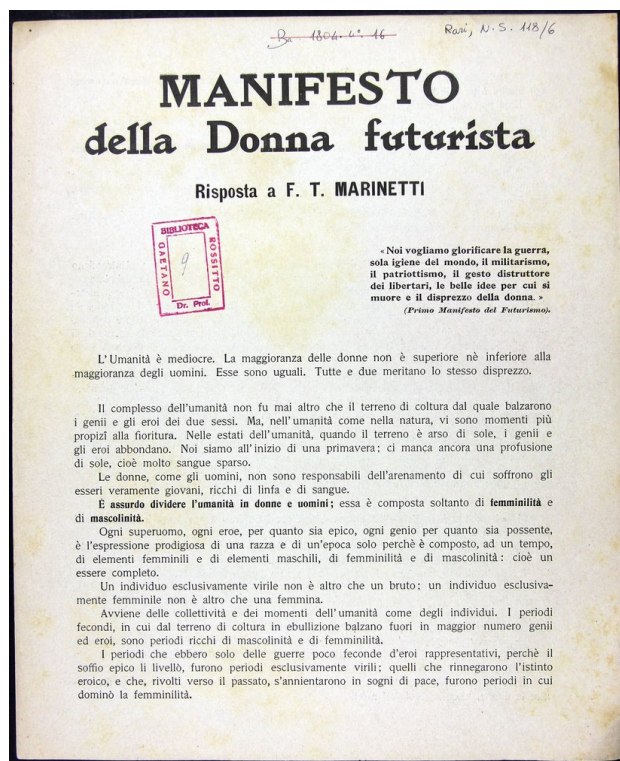 Ba 1804. 4° 16
Rari, N. S. 118/6
MANIFESTO
della Donna futurista
Risposta a F. T. MARINETTI
BIBLIOTECA
GAETANO
9
ROSSITTO
Dr. Prof.
« Noi vogliamo glorificare la guerra,
sola igiene del mondo, il militarismo,
il patriottismo, il gesto distruttore
dei libertari, le belle idee per cui si
muore e il disprezzo della donna. »
(Primo Manifesto del Futurismo).
L'Umanità è mediocre. La maggioranza delle donne non è superiore nè inferiore alla
maggioranza degli uomini. Esse sono uguali. Tutte e due meritano lo stesso disprezzo.
Il complesso dell'umanità non fu mai altro che il terreno di coltura dal quale balzarono
i genii e gli eroi dei due sessi. Ma, nell'umanità come nella natura, vi sono momenti più
propizî alla fioritura. Nelle estati dell'umanità, quando il terreno è arso di sole, i genii e
gli eroi abbondano. Noi siamo all'inizio di una primavera; ci manca ancora una profusione
di sole, cioè molto sangue sparso.
Le donne, come gli uomini, non sono responsabili dell'arenamento di cui soffrono gli
esseri veramente giovani, ricchi di linfa e di sangue.
È assurdo dividere l'umanità in donne e uomini; essa è composta soltanto di femminilità e
di mascolinità.
Ogni superuomo, ogni eroe, per quanto sia epico, ogni genio per quanto sia possente,
è l'espressione prodigiosa di una razza e di un'epoca solo perchè è composto, ad un tempo,
di elementi femminili e di elementi maschili, di femminilità e di mascolinità: cioè un
essere completo.
Un individuo esclusivamente virile non è altro che un bruto; un individuo esclusiva-
mente femminile non è altro che una femmina.
Avviene delle collettività e dei momenti dell'umanità come degli individui. I periodi
fecondi, in cui dal terreno di coltura in ebullizione balzano fuori in maggior numero genii
ed eroi, sono periodi ricchi di mascolinità e di femminilità.
I periodi che ebbero solo delle guerre poco feconde d'eroi rappresentativi, perchè il
soffio epico li livellò, furono periodi esclusivamente virili; quelli che rinnegarono l'istinto
eroico, e che, rivolti verso il passato, s'annientarono in sogni di pace, furono periodi in cui
dominò la femminilità.